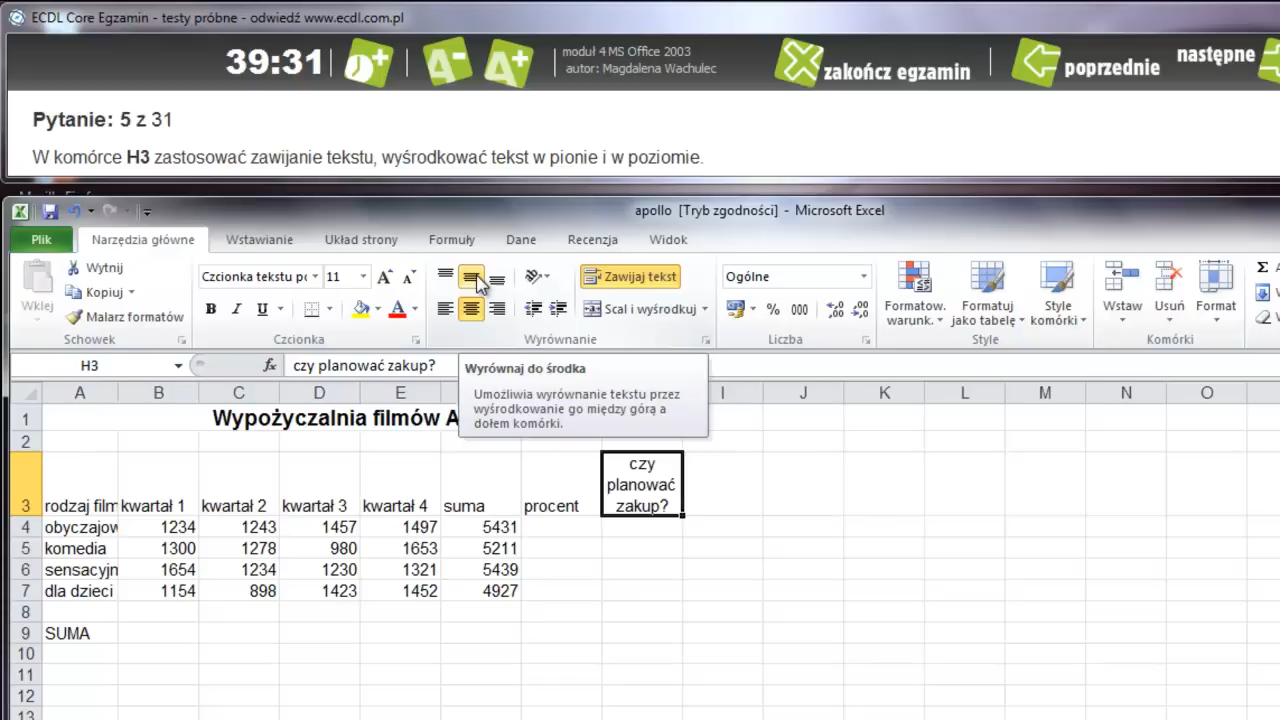 ECDL Core Egzamin - testy próbne - odwiedź www.ecdl.com.pl
39:31
A- A+
moduł 4 MS Office 2003
autor: Magdalena Wachulec
zakończ egzamin
poprzednie
następne
Pytanie: 5 z 31
W komórce H3 zastosować zawijanie tekstu, wyśrodkować tekst w pionie i w poziomie.
apollo [Tryb zgodności] - Microsoft Excel
Plik Narzędzia główne Wstawianie Układ strony Formuły Dane Recenzja Widok
Wklej
Wytnij
Kopiuj
Malarz formatów
Schowek
Czcionka tekstu po 11
B I U
Czcionka
Zawijaj tekst
Scal i wyśrodkuj
Wyrównanie
Ogólne
% 000
Liczba
Formatow. warunk.
Formatuj jako tabelę
Style komórki
Style
Wstaw Usuń Format
Komórki
H3 fx czy planować zakup?
Wyrównaj do środka
Umożliwia wyrównanie tekstu przez
wyśrodkowanie go między górą a
dołem komórki.
A B C D E I J K L M N O
1 Wypożyczalnia filmów A
2
3 rodzaj film kwartał 1 kwartał 2 kwartał 3 kwartał 4 suma procent czy planować zakup?
4 obyczajow 1234 1243 1457 1497 5431
5 komedia 1300 1278 980 1653 5211
6 sensacyjn 1654 1234 1230 1321 5439
7 dla dzieci 1154 898 1423 1452 4927
8
9 SUMA
10
11
12
13